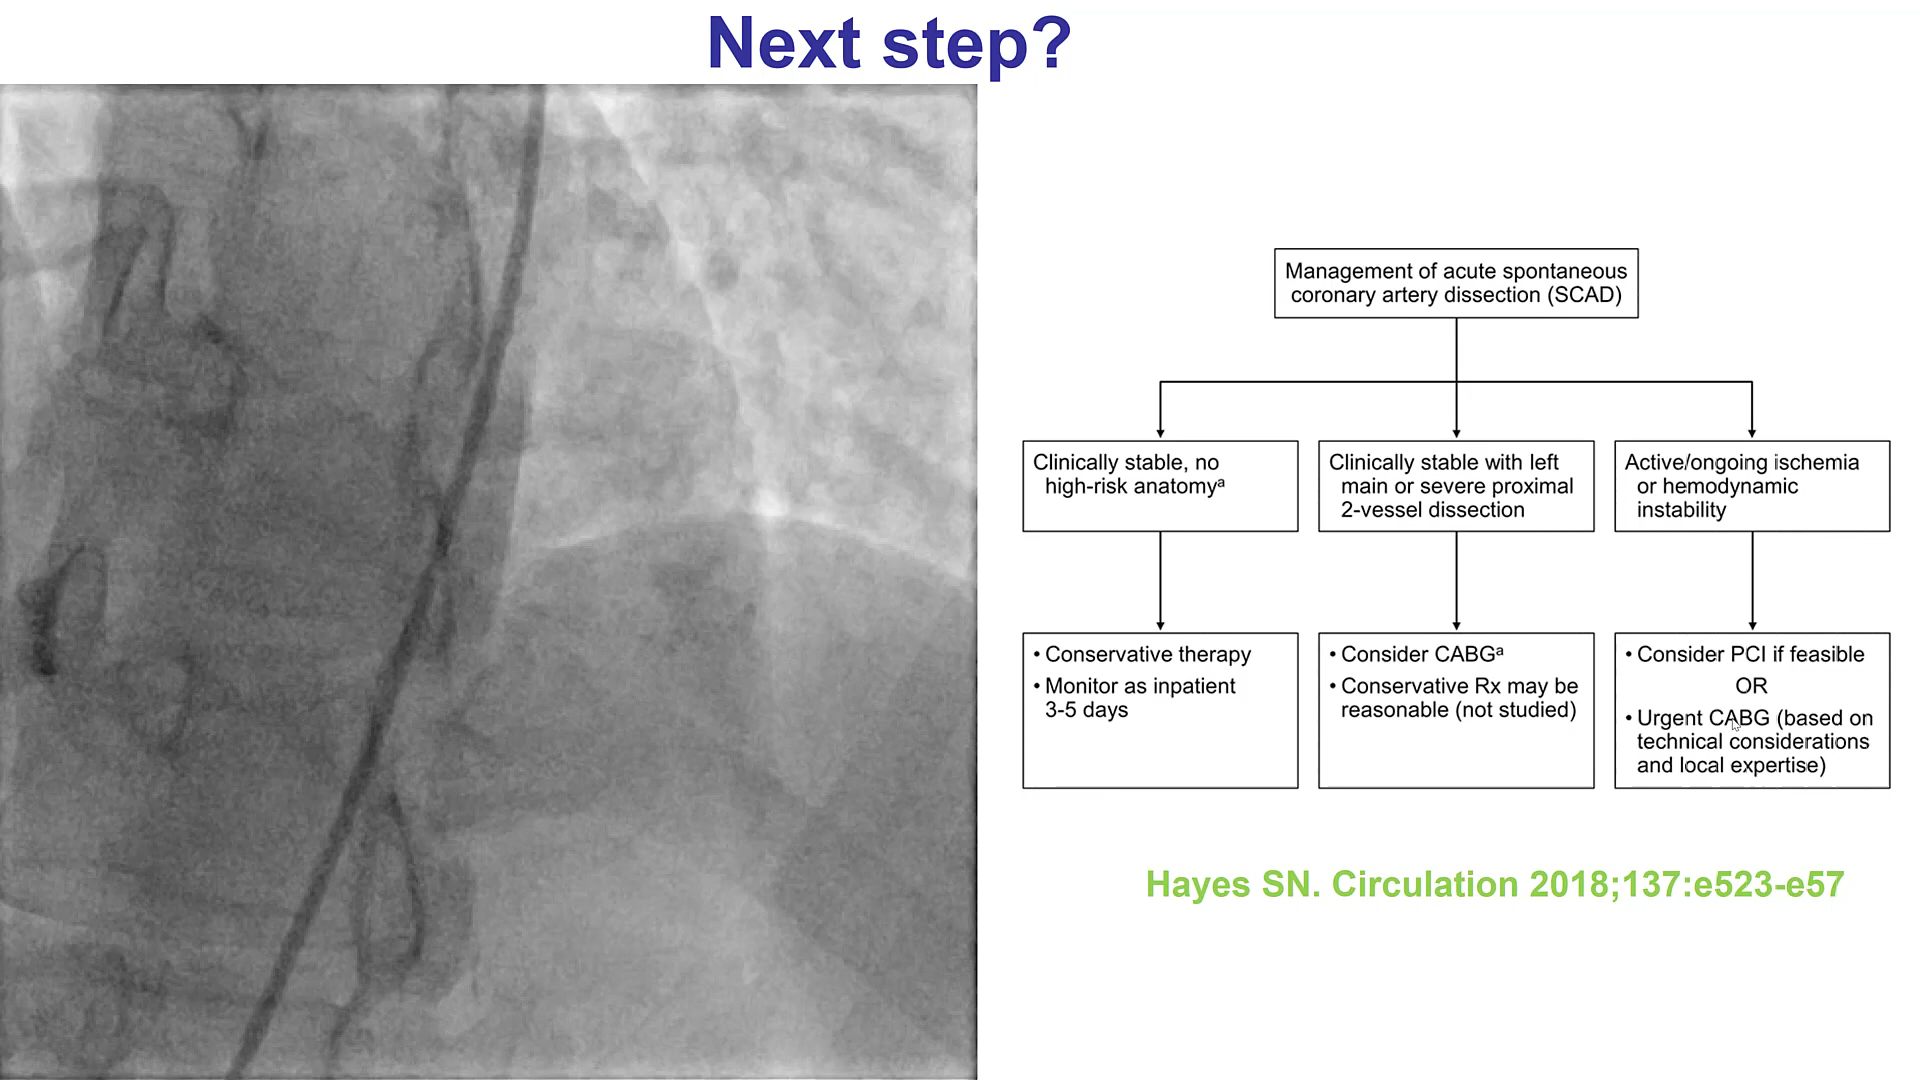 Next step?
Management of acute spontaneous
coronary artery dissection (SCAD)
Clinically stable, no
high-risk anatomyª
Clinically stable with left
main or severe proximal
2-vessel dissection
Active/ongoing ischemia
or hemodynamic
instability
• Conservative therapy
• Monitor as inpatient
3-5 days
• Consider CABGª
• Conservative Rx may be
reasonable (not studied)
• Consider PCI if feasible
OR
• Urgent CABG (based on
technical considerations
and local expertise)
Hayes SN. Circulation 2018;137:e523-e57